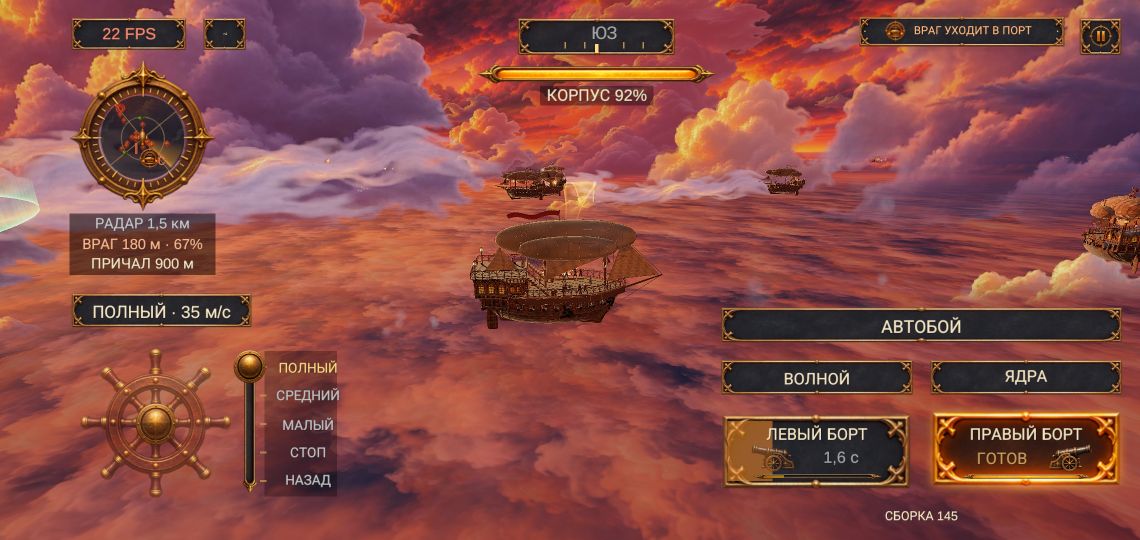 22 FPS
ЮЗ
ВРАГ УХОДИТ В ПОРТ
КОРПУС 92%
РАДАР 1,5 км
ВРАГ 180 м · 67%
ПРИЧАЛ 900 м
ПОЛНЫЙ · 35 м/с
ПОЛНЫЙ
СРЕДНИЙ
МАЛЫЙ
СТОП
НАЗАД
АВТОБОЙ
ВОЛНОЙ
ЯДРА
ЛЕВЫЙ БОРТ
1,6 с
ПРАВЫЙ БОРТ
ГОТОВ
СБОРКА 145